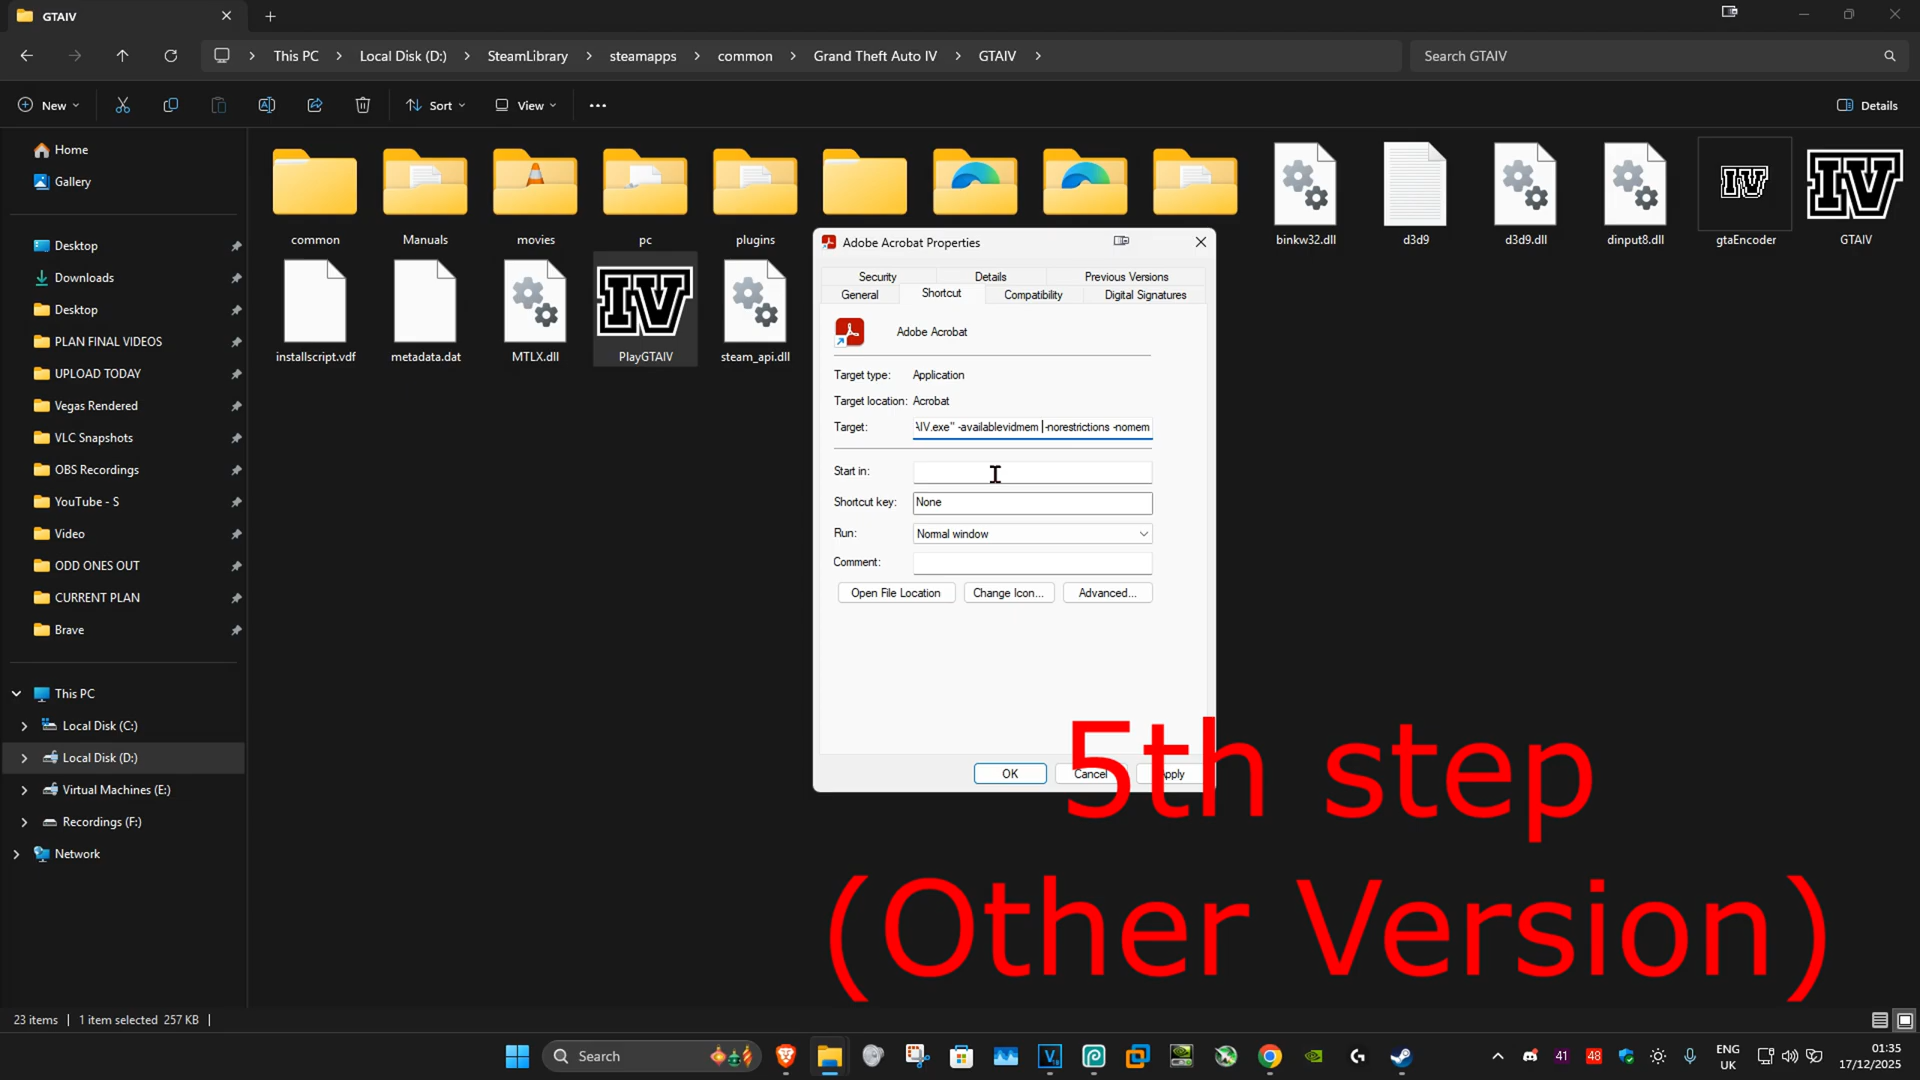 GTAIV
This PC
Local Disk (D:)
SteamLibrary
steamapps
common
Grand Theft Auto IV
GTAIV
Search GTAIV
New
Sort
View
Details
Home
Gallery
Desktop
Downloads
Desktop
PLAN FINAL VIDEOS
UPLOAD TODAY
Vegas Rendered
VLC Snapshots
OBS Recordings
YouTube - S
Video
ODD ONES OUT
CURRENT PLAN
Brave
This PC
Local Disk (C:)
Local Disk (D:)
Virtual Machines (E:)
Recordings (F:)
Network
common
Manuals
movies
pc
plugins
binkw32.dll
d3d9
d3d9.dll
dinput8.dll
IV
gtaEncoder
IV
GTAIV
installscript.vdf
metadata.dat
MTLX.dll
IV
PlayGTAIV
steam_api.dll
Adobe Acrobat Properties
Security
Details
Previous Versions
General
Shortcut
Compatibility
Digital Signatures
Adobe Acrobat
Target type: Application
Target location: Acrobat
Target: AIV.exe" -availablevidmem -norestrictions -nomem
Start in:
Shortcut key: None
Run: Normal window
Comment:
Open File Location
Change Icon...
Advanced...
OK
Cancel
Apply
5th step
(Other Version)
23 items
1 item selected 257 KB
Search
41
48
ENG
UK
01:35
17/12/2025